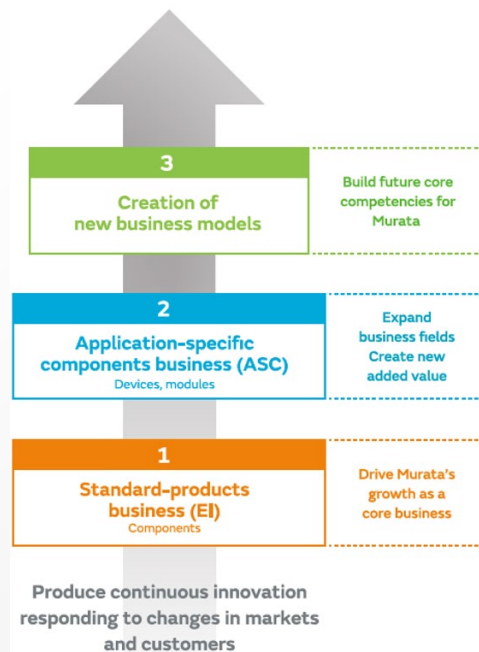 3
Creation of
new business models
Build future core
competencies for
Murata
2
Application-specific
components business (ASC)
Devices, modules
Expand
business fields
Create new
added value
1
Standard-products
business (EI)
Components
Drive Murata's
growth as a
core business
Produce continuous innovation
responding to changes in markets
and customers